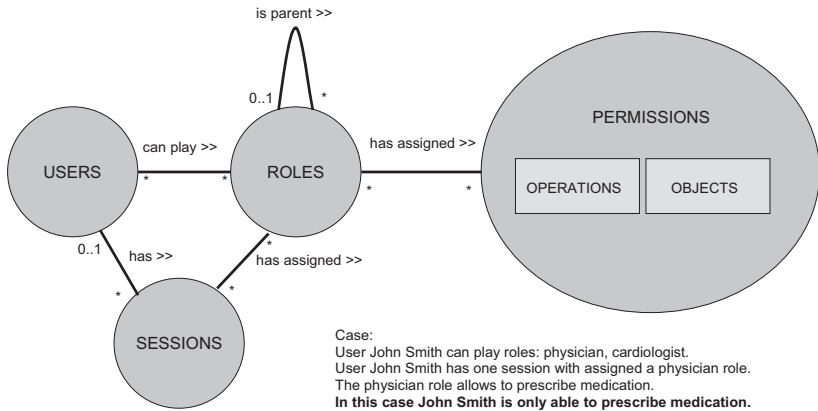 is parent >>
0..1
*
USERS
can play >>
*
*
ROLES
has assigned >>
*
*
PERMISSIONS
OPERATIONS
OBJECTS
0..1
has >>
*
*
has assigned >>
*
SESSIONS
Case:
User John Smith can play roles: physician, cardiologist.
User John Smith has one session with assigned a physician role.
The physician role allows to prescribe medication.
In this case John Smith is only able to prescribe medication.